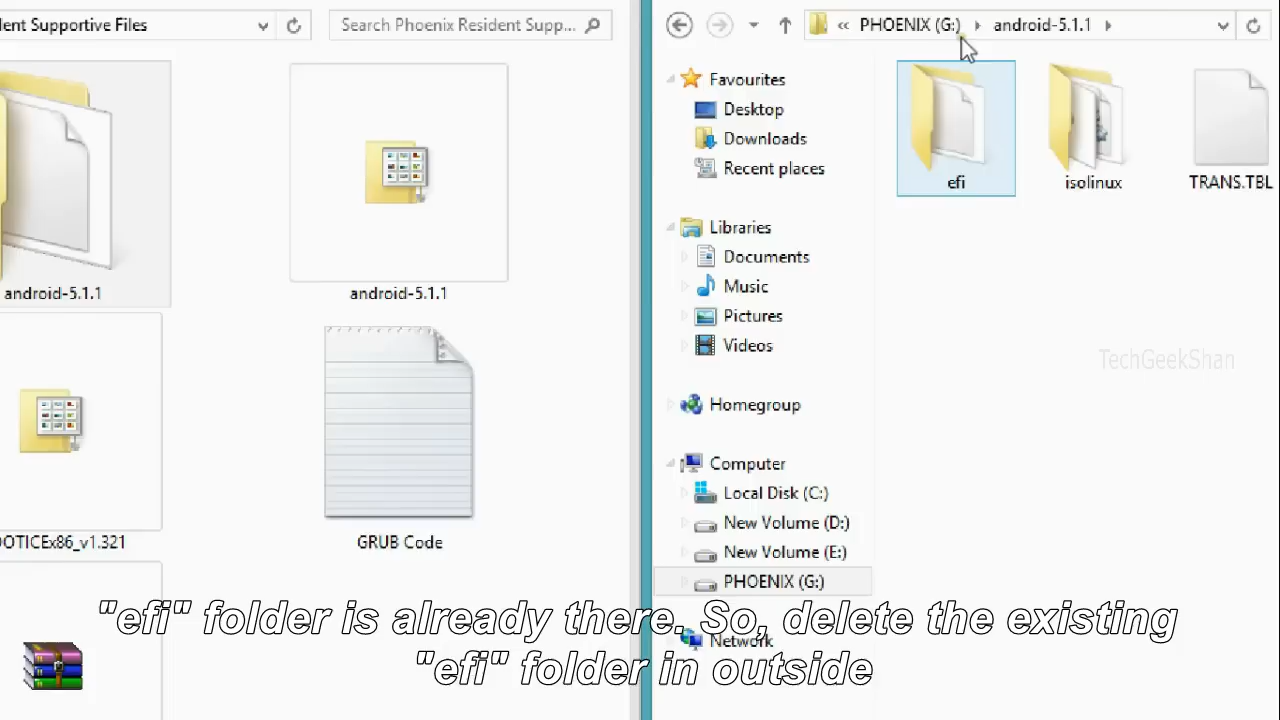 ent Supportive Files
Search Phoenix Resident Supp...
android-5.1.1
android-5.1.1
OTICEx86_v1.321
GRUB Code
« PHOENIX (G:) android-5.1.1
Favourites
Desktop
Downloads
Recent places
Libraries
Documents
Music
Pictures
Videos
Homegroup
Computer
Local Disk (C:)
New Volume (D:)
New Volume (E:)
PHOENIX (G:)
Network
efi
isolinux
TRANS.TBL
TechGeekShan
"efi" folder is already there. So, delete the existing
"efi" folder in outside